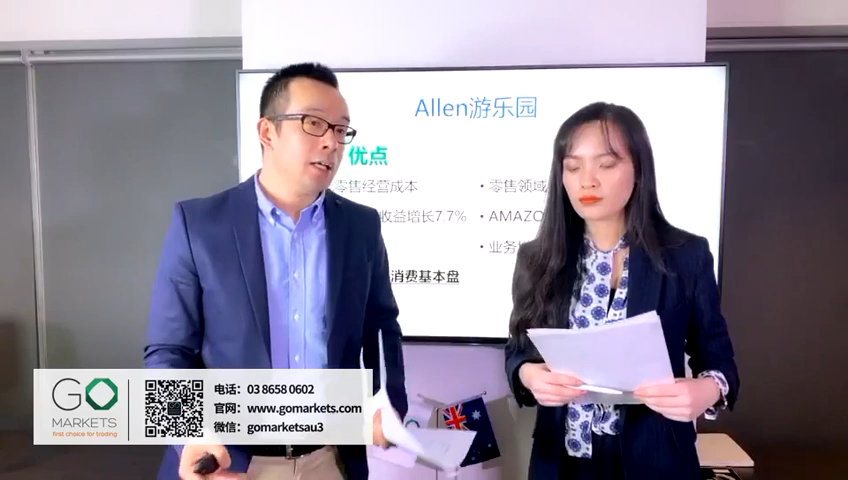 Allen游乐园
优点
零售经营成本
收益增长7.7%
消费基本盘
• 零售领域
• AMAZO
• 业务
GO
MARKETS
first choice for trading
电话：03 8658 0602
官网：www.gomarkets.com
微信：gomarketsau3